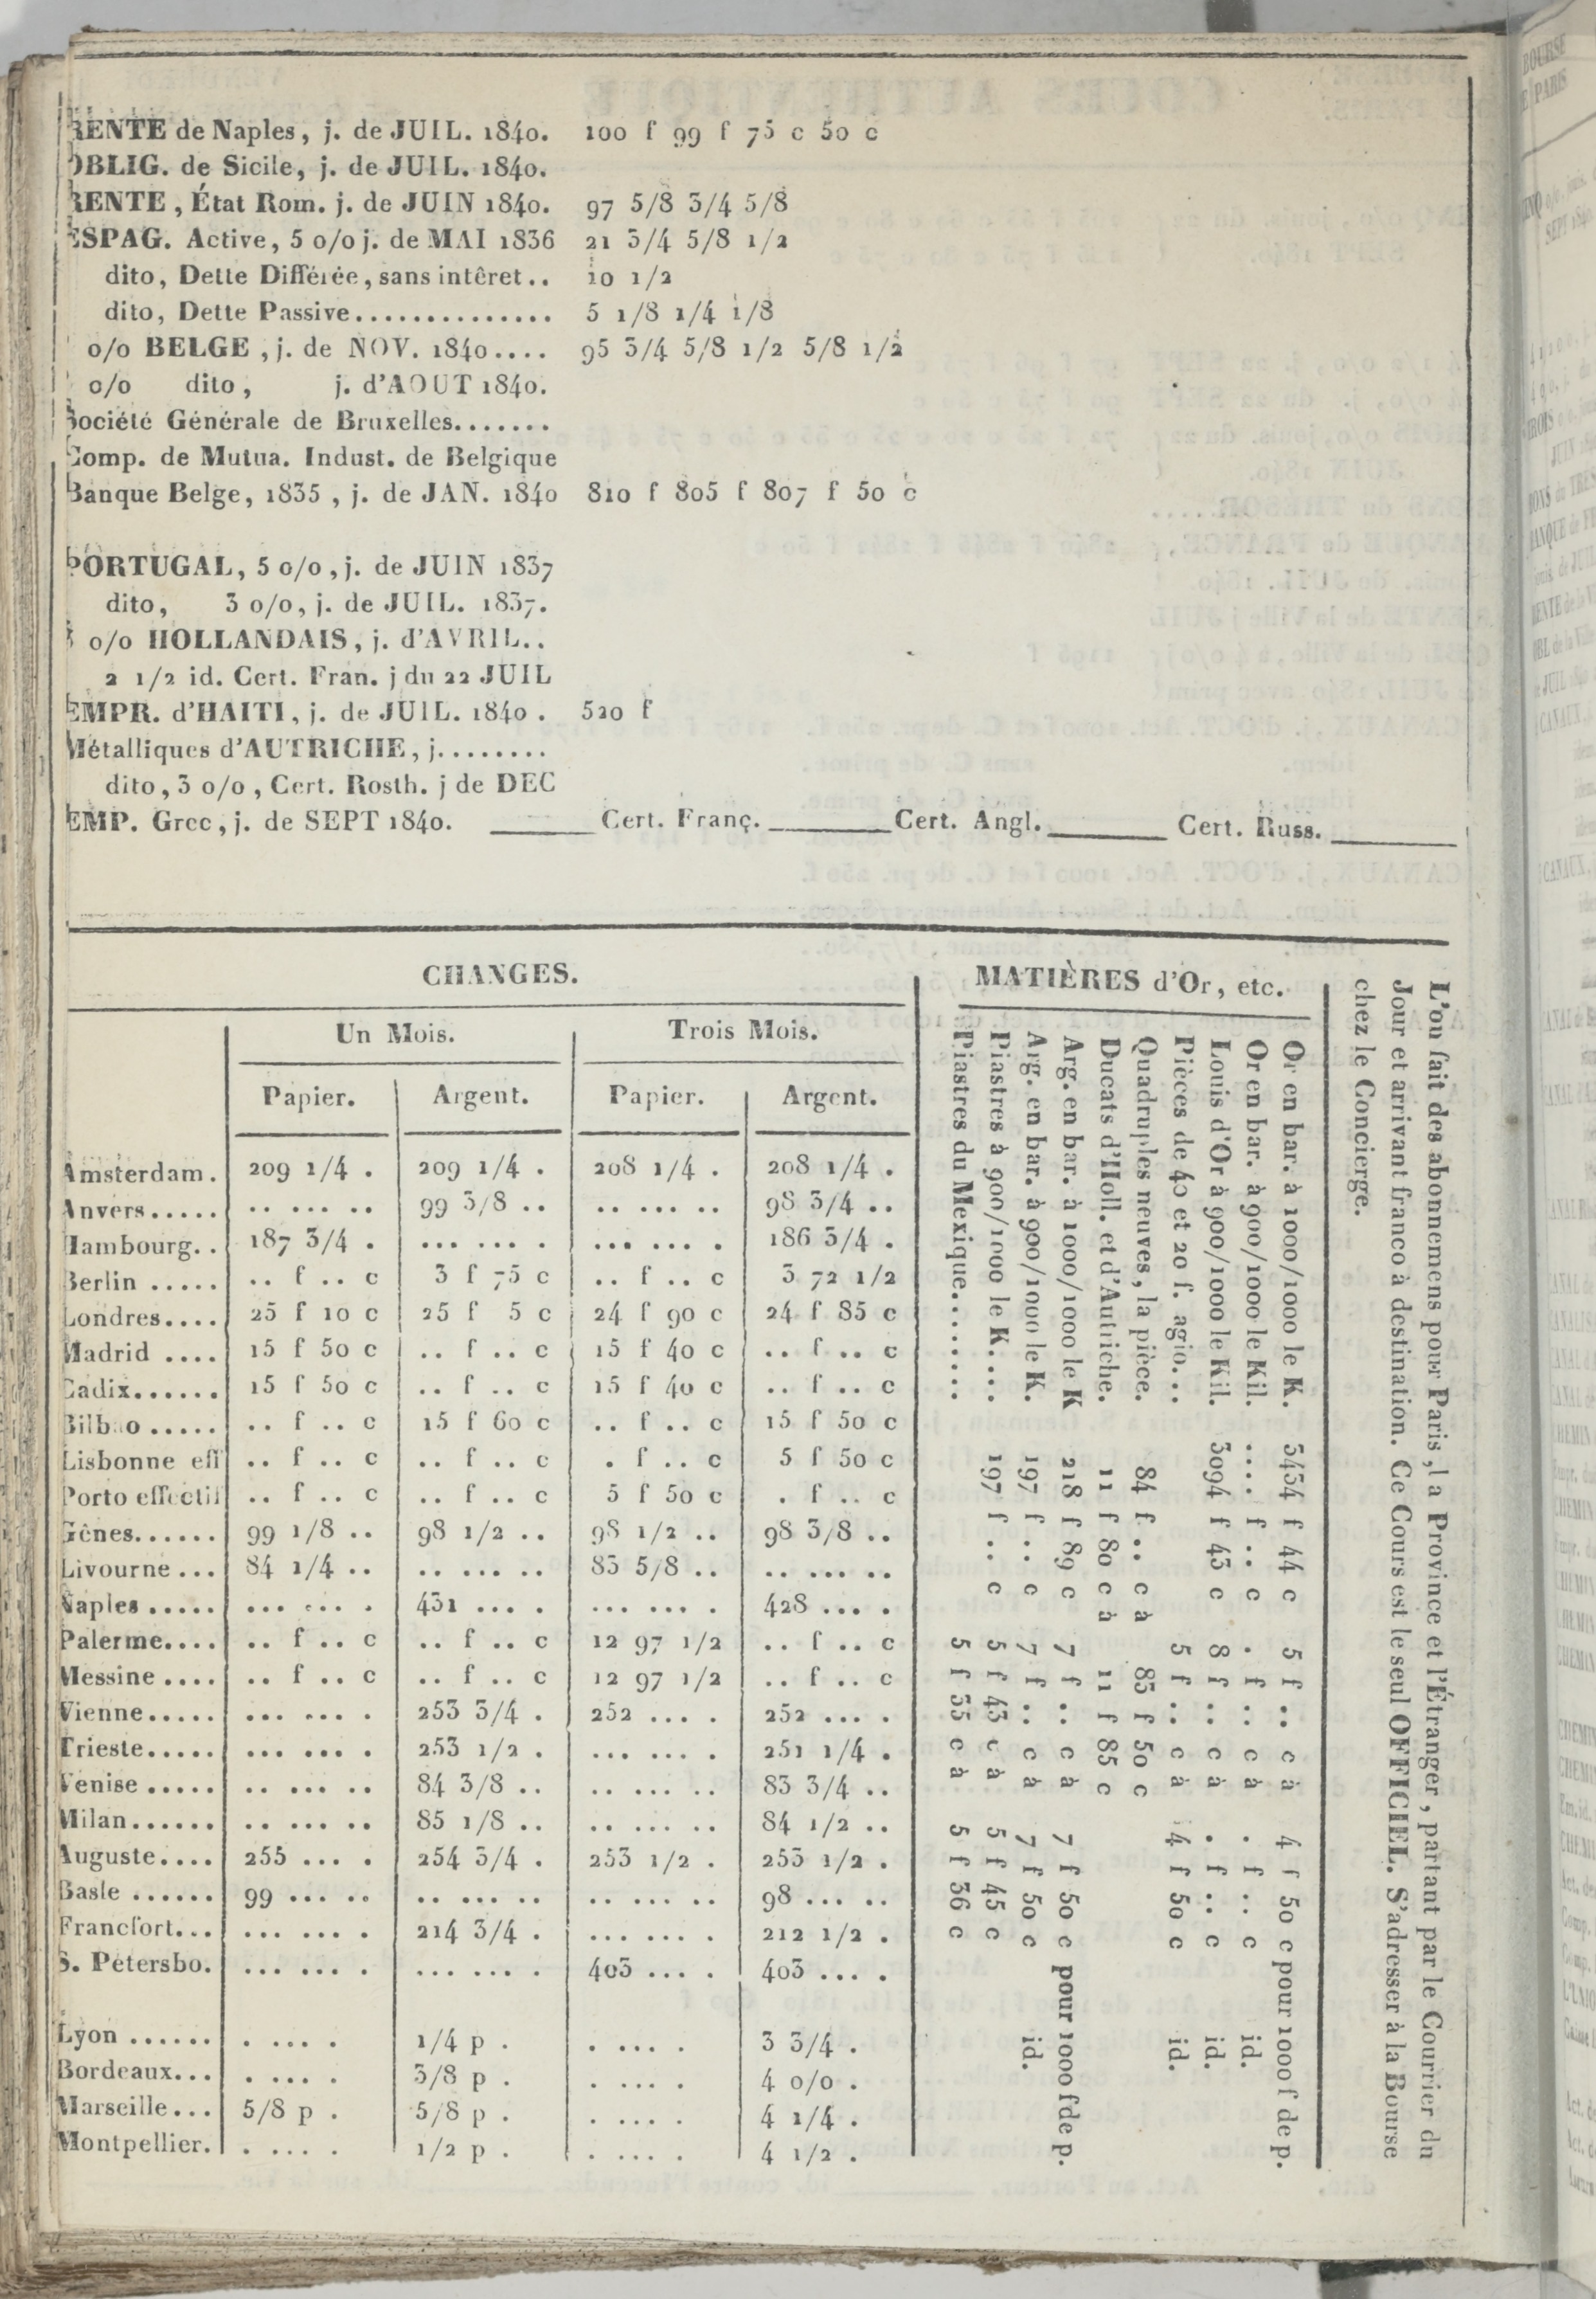 RENTE de Naples, j. de JUIL. 1840. 100 f 99 f 75 c 50 c
OBLIG. de Sicile, j. de JUIL. 1840.
RENTE, État Rom. j. de JUIN 1840. 97 5/8 3/4 5/8
ESPAG. Active, 5 o/o j. de MAI 1836 21 3/4 5/8 1/2
dito, Dette Différée, sans intêret.. 10 1/2
dito, Dette Passive.............. 5 1/8 1/4 1/8
o/o BELGE, j. de NOV. 1840.... 95 3/4 5/8 1/2 5/8 1/2
o/o dito, j. d'AOUT 1840.
Société Générale de Bruxelles.......
Comp. de Mutua. Indust. de Belgique
Banque Belge, 1835, j. de JAN. 1840 810 f 805 f 807 f 50 c
PORTUGAL, 5 o/o, j. de JUIN 1837
dito, 3 o/o, j. de JUIL. 1837.
o/o HOLLANDAIS, j. d'AVRIL..
2 1/2 id. Cert. Fran. j du 22 JUIL
EMPR. d'HAITI, j. de JUIL. 1840. 520 f
Métalliques d'AUTRICHE, j........
dito, 3 o/o, Cert. Rosth. j de DEC
EMP. Grec, j. de SEPT 1840. ______ Cert. Franç. ______ Cert. Angl. ______ Cert. Russ. ______
CHANGES.
Un Mois. Trois Mois.
Papier. Argent. Papier. Argent.
Amsterdam. 209 1/4 . 209 1/4 . 208 1/4 . 208 1/4 .
Anvers..... .. ... .. 99 3/8 .. .. ... .. 98 3/4 ..
Hambourg.. 187 3/4 . ... ... . ... ... . 186 3/4 .
Berlin ..... .. f .. c 3 f 75 c .. f .. c 3 72 1/2
Londres.... 25 f 10 c 25 f 5 c 24 f 90 c 24 f 85 c
Madrid .... 15 f 50 c .. f .. c 15 f 40 c .. f .. c
Cadix...... 15 f 50 c .. f .. c 15 f 40 c .. f .. c
Bilbao ..... .. f .. c 15 f 60 c .. f .. c 15 f 50 c
Lisbonne eff .. f .. c .. f .. c . f .. c 5 f 50 c
Porto effectif .. f .. c .. f .. c 5 f 50 c . f .. c
Gênes...... 99 1/8 .. 98 1/2 .. 98 1/2 .. 98 3/8 ..
Livourne ... 84 1/4 .. .. ... .. 83 5/8 .. .. ... ..
Naples ..... ... ... . 431 ... . ... ... . 428 ... .
Palerme.... .. f .. c .. f .. c 12 97 1/2 .. f .. c
Messine .... .. f .. c .. f .. c 12 97 1/2 .. f .. c
Vienne..... ... ... . 253 3/4 . 252 ... . 252 ... .
Trieste..... ... ... . 253 1/2 . ... ... . 251 1/4 .
Venise ..... .. ... .. 84 3/8 .. .. ... .. 83 3/4 ..
Milan...... .. ... .. 85 1/8 .. .. ... .. 84 1/2 ..
Auguste.... 255 ... . 254 3/4 . 253 1/2 . 253 1/2 .
Basle ...... 99 ... .. .. ... .. .. ... .. 98 ... ..
Francfort... ... ... . 214 3/4 . ... ... . 212 1/2 .
S. Pétersbo. ... ... . ... ... . 403 ... . 403 ... .
Lyon ...... . ... . 1/4 p . . ... . 3 3/4 .
Bordeaux... . ... . 3/8 p . . ... . 4 o/o .
Marseille... 5/8 p . 5/8 p . . ... . 4 1/4 .
Montpellier. . ... . 1/2 p . . ... . 4 1/2 .
MATIÈRES d'Or, etc.
Or en bar. à 1000/1000 le K. 3434 f 44 c 5 f .. c à 4 f 50 c pour 1000 f de p.
Or en bar. à 900/1000 le Kil. .... f .. c . f .. c à . f .. c id.
Louis d'Or à 900/1000 le Kil. 3094 f 43 c 8 f .. c à . f .. c id.
Pièces de 40 et 20 f. agio... 5 f .. c à 4 f 50 c id.
Quadruples neuves, la pièce. 84 f .. c à 83 f 50 c
Ducats d'Holl. et d'Autriche. 11 f 80 c à 11 f 85 c
Arg. en bar. à 1000/1000 le K 218 f 89 c 7 f .. c à 7 f 50 c pour 1000 f de p.
Arg. en bar. à 900/1000 le K. 197 f .. c 7 f .. c à 7 f 50 c id.
Piastres à 900/1000 le K.... 197 f .. c 5 f 43 c à 5 f 45 c
Piastres du Mexique....... 5 f 35 c à 5 f 36 c
L'on fait des abonnemens pour Paris, la Province et l'Étranger, partant par le Courrier du
Jour et arrivant franco à destination. Ce Cours est le seul OFFICIEL. S'adresser à la Bourse
chez le Concierge.